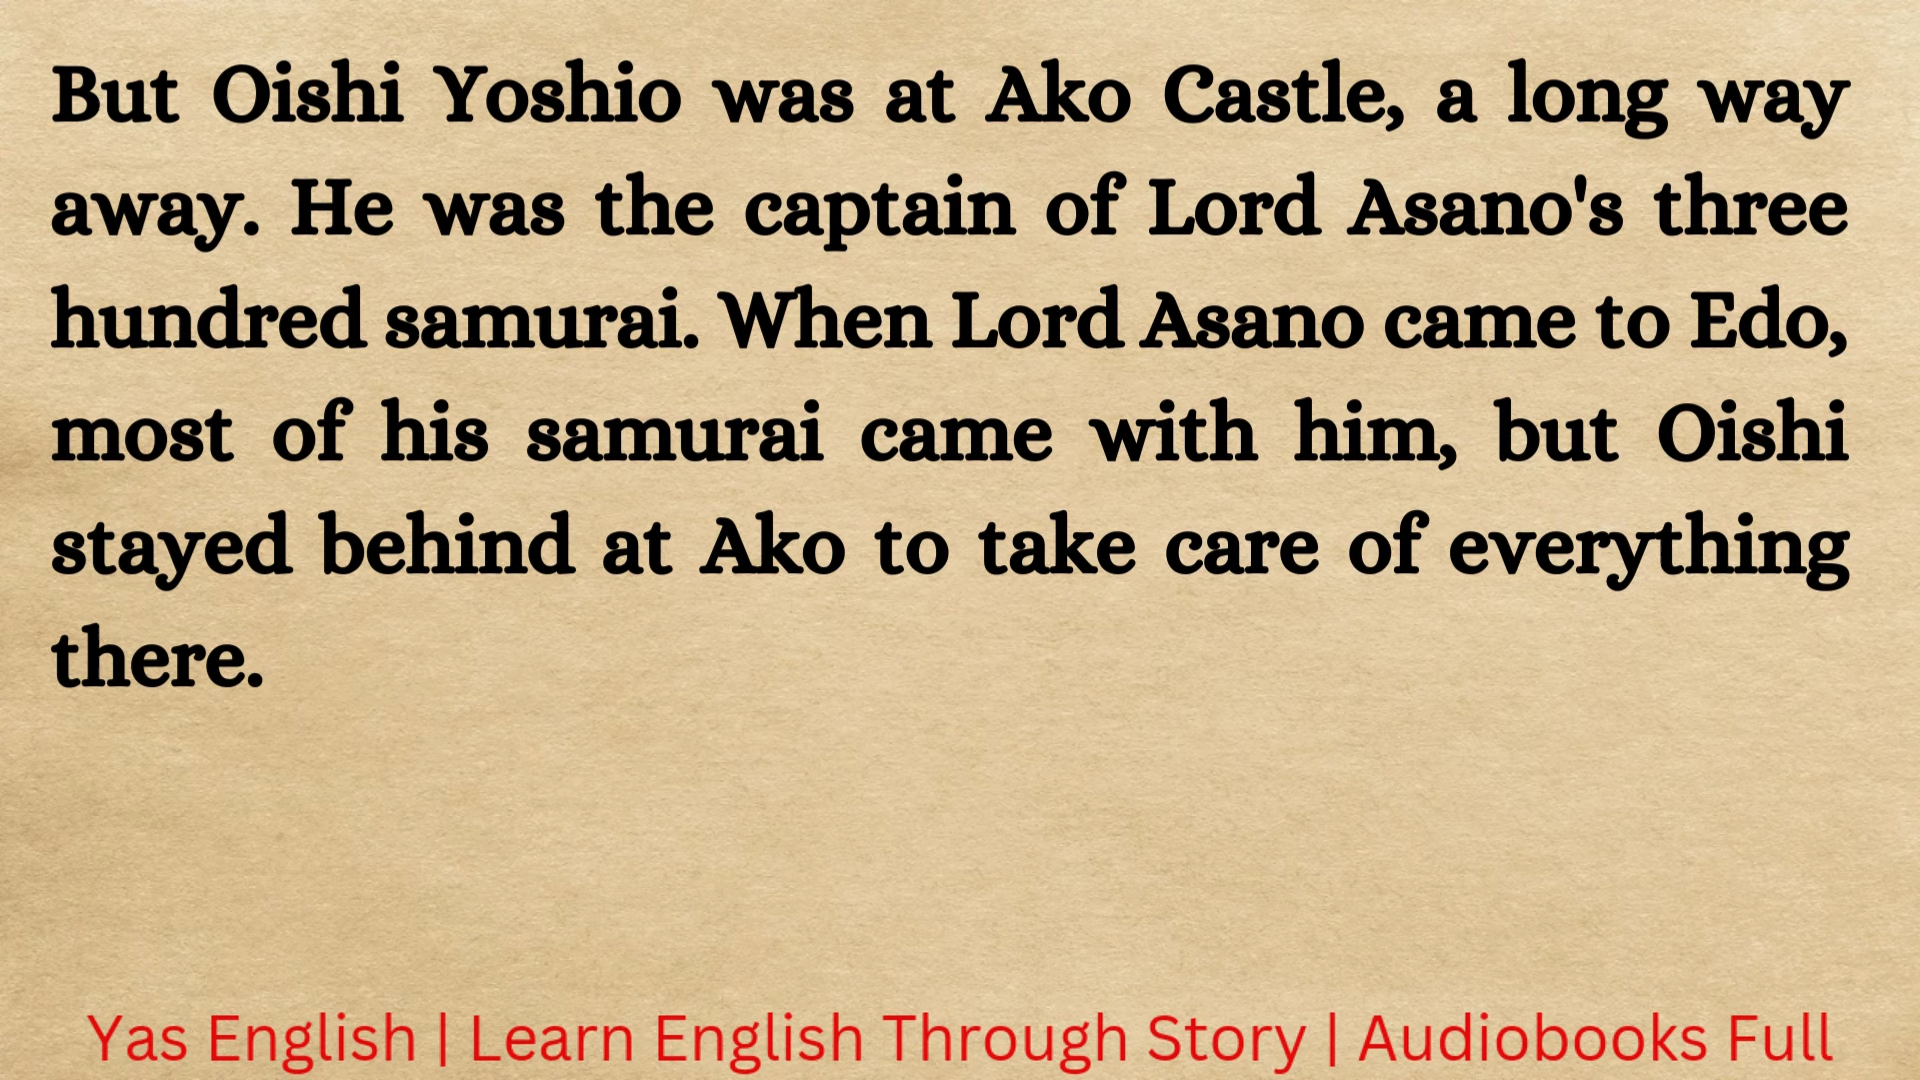 But Oishi Yoshio was at Ako Castle, a long way
away. He was the captain of Lord Asano's three
hundred samurai. When Lord Asano came to Edo,
most of his samurai came with him, but Oishi
stayed behind at Ako to take care of everything
there.
Yas English | Learn English Through Story | Audiobooks Full